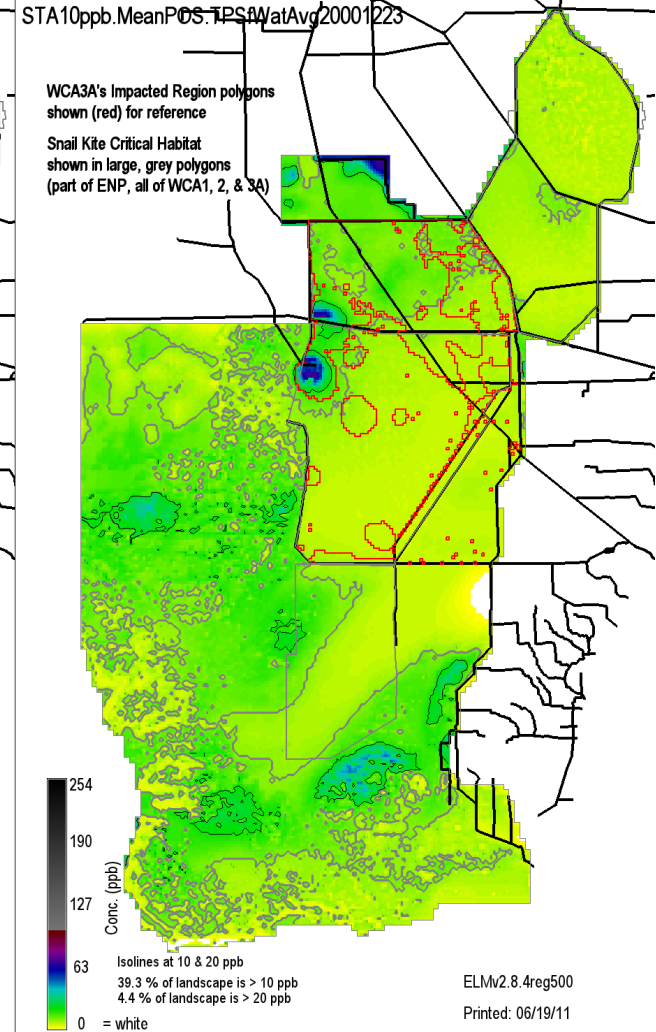 STA10ppb.MeanPOS.TPSfWatAvg20001223
WCA3A's Impacted Region polygons
shown (red) for reference
Snail Kite Critical Habitat
shown in large, grey polygons
(part of ENP, all of WCA1, 2, & 3A)
254
190
127
63
0 = white
Conc. (ppb)
Isolines at 10 & 20 ppb
39.3 % of landscape is > 10 ppb
4.4 % of landscape is > 20 ppb
ELMv2.8.4reg500
Printed: 06/19/11